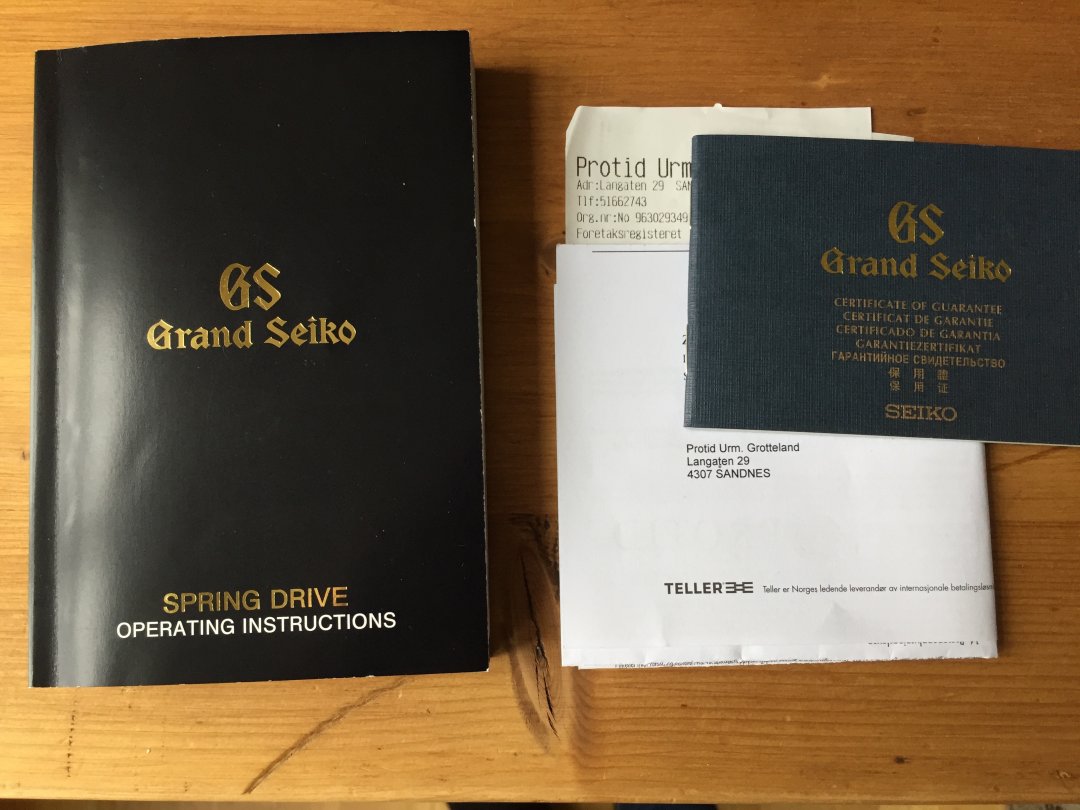 GS
Grand Seiko
SPRING DRIVE
OPERATING INSTRUCTIONS
Protid Urm
Adr:Langaten 29 SAN
Tlf:51662743
Org.nr:No 963029349
Foretaksregisteret
GS
Grand Seiko
CERTIFICATE OF GUARANTEE
CERTIFICAT DE GARANTIE
CERTIFICADO DE GARANTIA
GARANTIEZERTIFIKAT
ГАРАНТИЙНОЕ СВИДЕТЕЛЬСТВО
保用證
保用证
SEIKO
Protid Urm. Grotteland
Langaten 29
4307 SANDNES
TELLER Teller er Norges ledende leverandør av internasjonale betalingsløsn